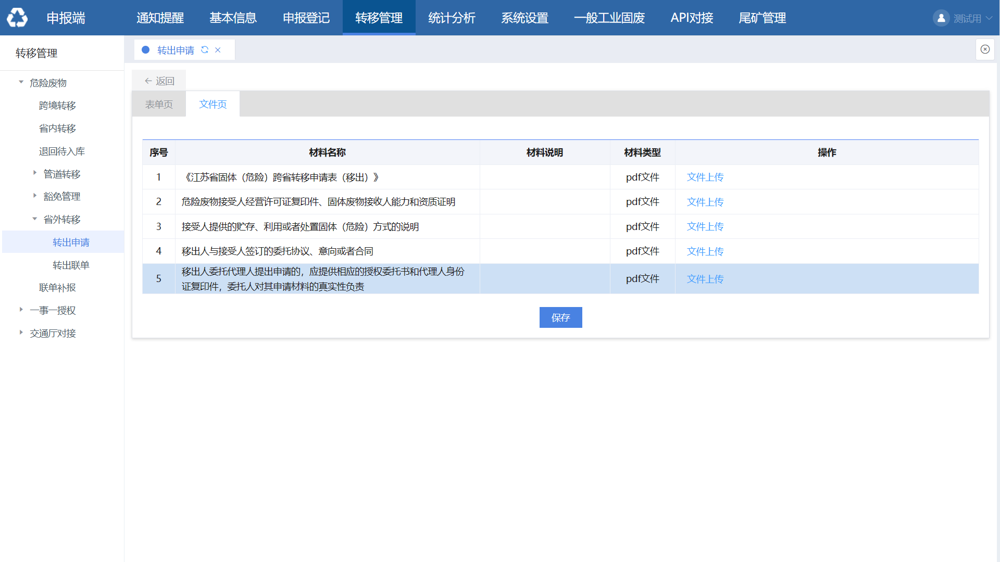 申报端
通知提醒 基本信息 申报登记 转移管理 统计分析 系统设置 一般工业固废 API对接 尾矿管理
测试用
转移管理
危险废物
跨境转移
省内转移
退回待入库
管道转移
豁免管理
省外转移
转出申请
转出联单
联单补报
一事一授权
交通厅对接
转出申请
返回
表单页 文件页
序号 材料名称 材料说明 材料类型 操作
1 《江苏省固体（危险）跨省转移申请表（移出）》 pdf文件 文件上传
2 危险废物接受人经营许可证复印件、固体废物接收人能力和资质证明 pdf文件 文件上传
3 接受人提供的贮存、利用或者处置固体（危险）方式的说明 pdf文件 文件上传
4 移出人与接受人签订的委托协议、意向或者合同 pdf文件 文件上传
5 移出人委托代理人提出申请的，应提供相应的授权委托书和代理人身份
证复印件，委托人对其申请材料的真实性负责 pdf文件 文件上传
保存